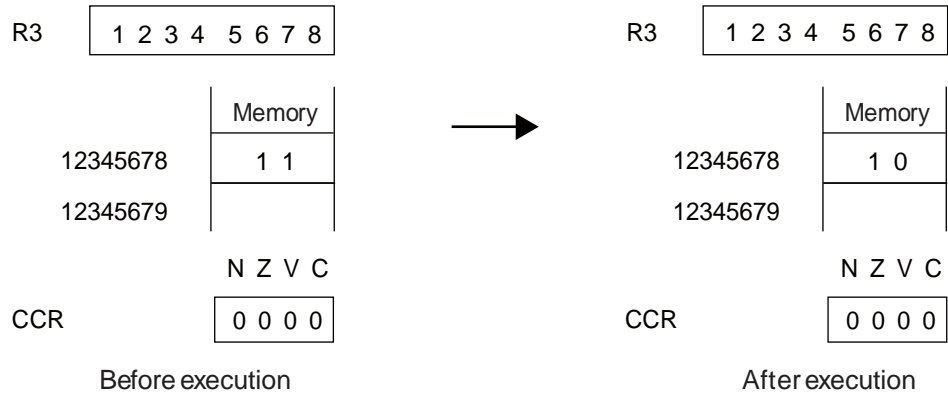 R3 1 2 3 4 5 6 7 8 R3 1 2 3 4 5 6 7 8
Memory Memory
12345678 1 1 12345678 1 0
12345679 12345679
N Z V C N Z V C
CCR 0 0 0 0 CCR 0 0 0 0
Before execution After execution